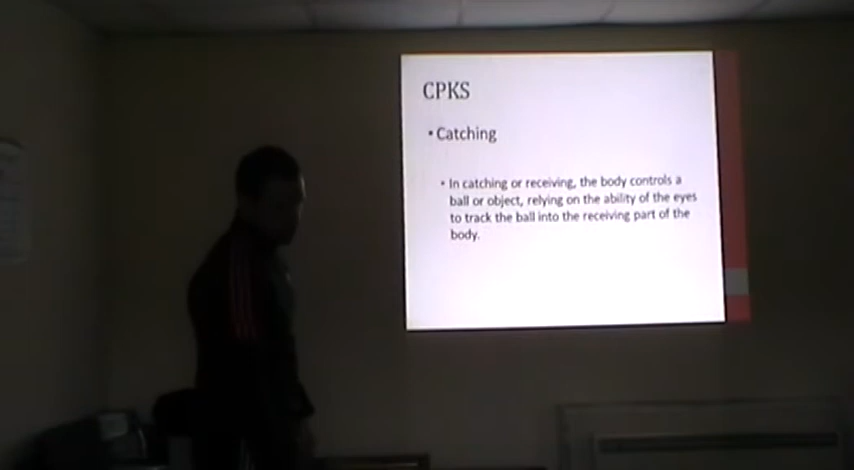 CPKS
• Catching
• In catching or receiving, the body controls a
ball or object, relying on the ability of the eyes
to track the ball into the receiving part of the
body.